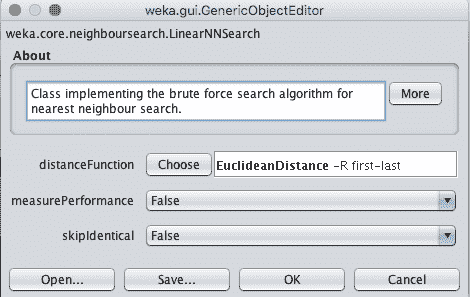 weka.gui.GenericObjectEditor
weka.core.neighboursearch.LinearNNSearch
About
Class implementing the brute force search algorithm for
nearest neighbour search.
More
distanceFunction Choose EuclideanDistance -R first-last
measurePerformance False
skipIdentical False
Open... Save... OK Cancel